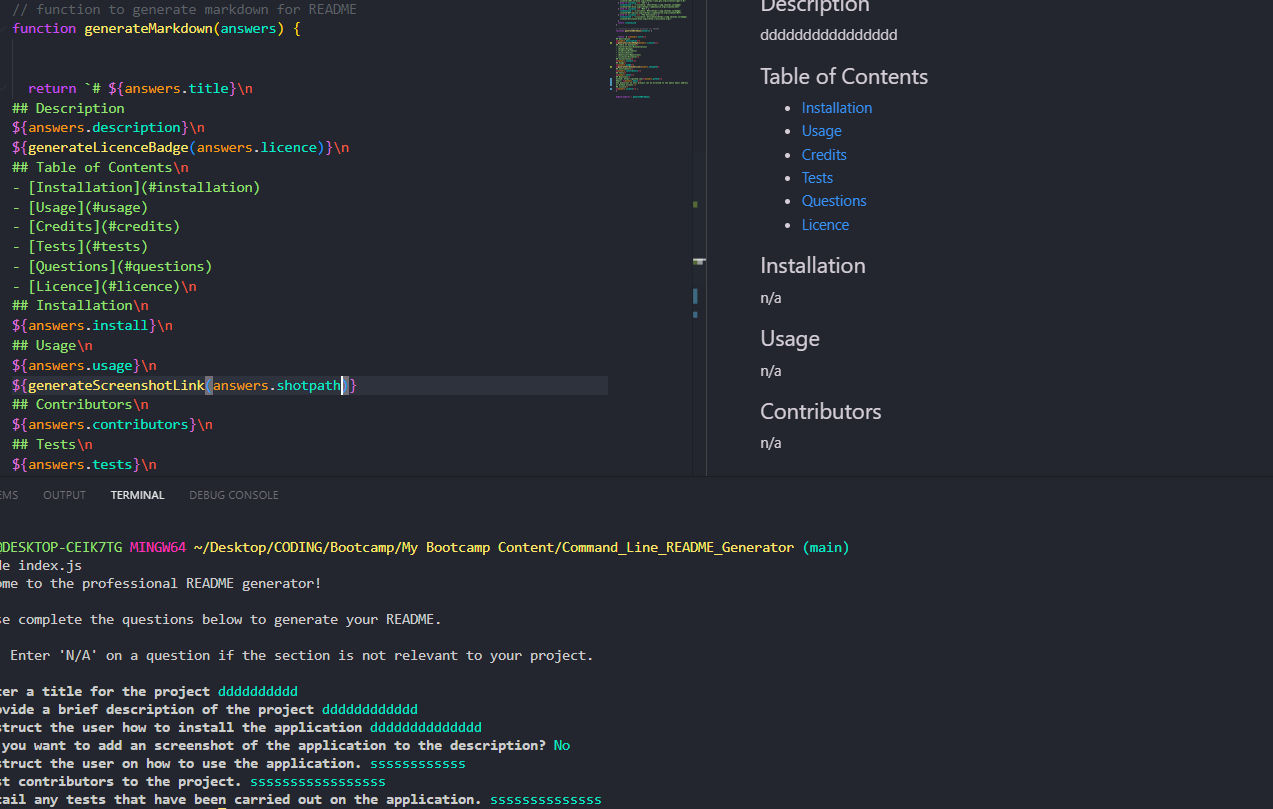 // function to generate markdown for README
function generateMarkdown(answers) {
return `# ${answers.title}\n
## Description
${answers.description}\n
${generateLicenceBadge(answers.licence)}\n
## Table of Contents\n
- [Installation](#installation)
- [Usage](#usage)
- [Credits](#credits)
- [Tests](#tests)
- [Questions](#questions)
- [Licence](#licence)\n
## Installation\n
${answers.install}\n
## Usage\n
${answers.usage}\n
${generateScreenshotLink(answers.shotpath)}
## Contributors\n
${answers.contributors}\n
## Tests\n
${answers.tests}\n
Description
dddddddddddddddd
Table of Contents
Installation
Usage
Credits
Tests
Questions
Licence
Installation
n/a
Usage
n/a
Contributors
n/a
EMS OUTPUT TERMINAL DEBUG CONSOLE
@DESKTOP-CEIK7TG MINGW64 ~/Desktop/CODING/Bootcamp/My Bootcamp Content/Command_Line_README_Generator (main)
de index.js
ome to the professional README generator!
se complete the questions below to generate your README.
Enter 'N/A' on a question if the section is not relevant to your project.
ter a title for the project dddddddddd
ovide a brief description of the project dddddddddddd
struct the user how to install the application dddddddddddddd
you want to add an screenshot of the application to the description? No
struct the user on how to use the application. ssssssssssss
st contributors to the project. sssssssssssssssss
tail any tests that have been carried out on the application. ssssssssssssss